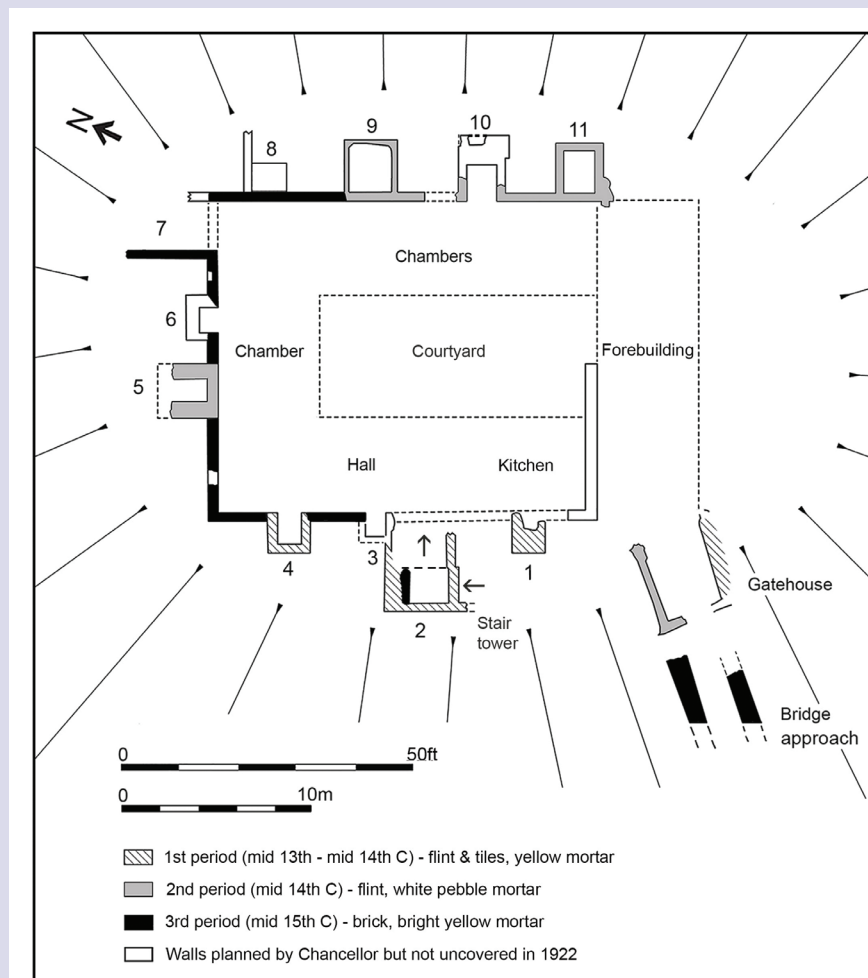 N
8
9
10
11
7
Chambers
6
Chamber
Courtyard
Forebuilding
5
Hall
Kitchen
4
3
1
Gatehouse
2
Stair
tower
Bridge
approach
0 50ft
0 10m
1st period (mid 13th - mid 14th C) - flint & tiles, yellow mortar
2nd period (mid 14th C) - flint, white pebble mortar
3rd period (mid 15th C) - brick, bright yellow mortar
Walls planned by Chancellor but not uncovered in 1922